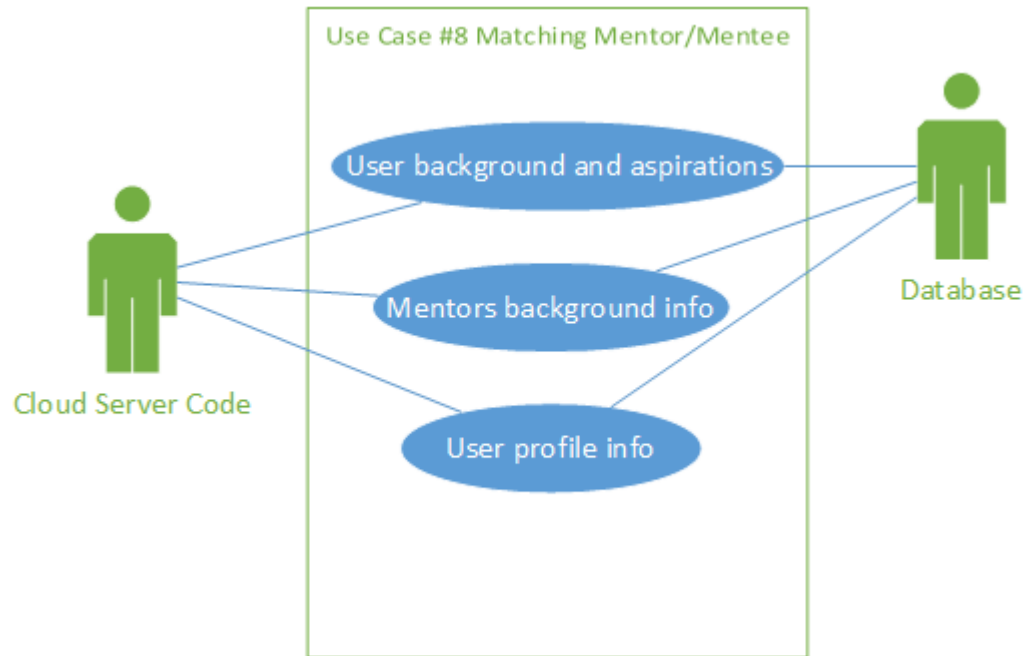 Use Case #8 Matching Mentor/Mentee
User background and aspirations
Mentors background info
Database
Cloud Server Code
User profile info